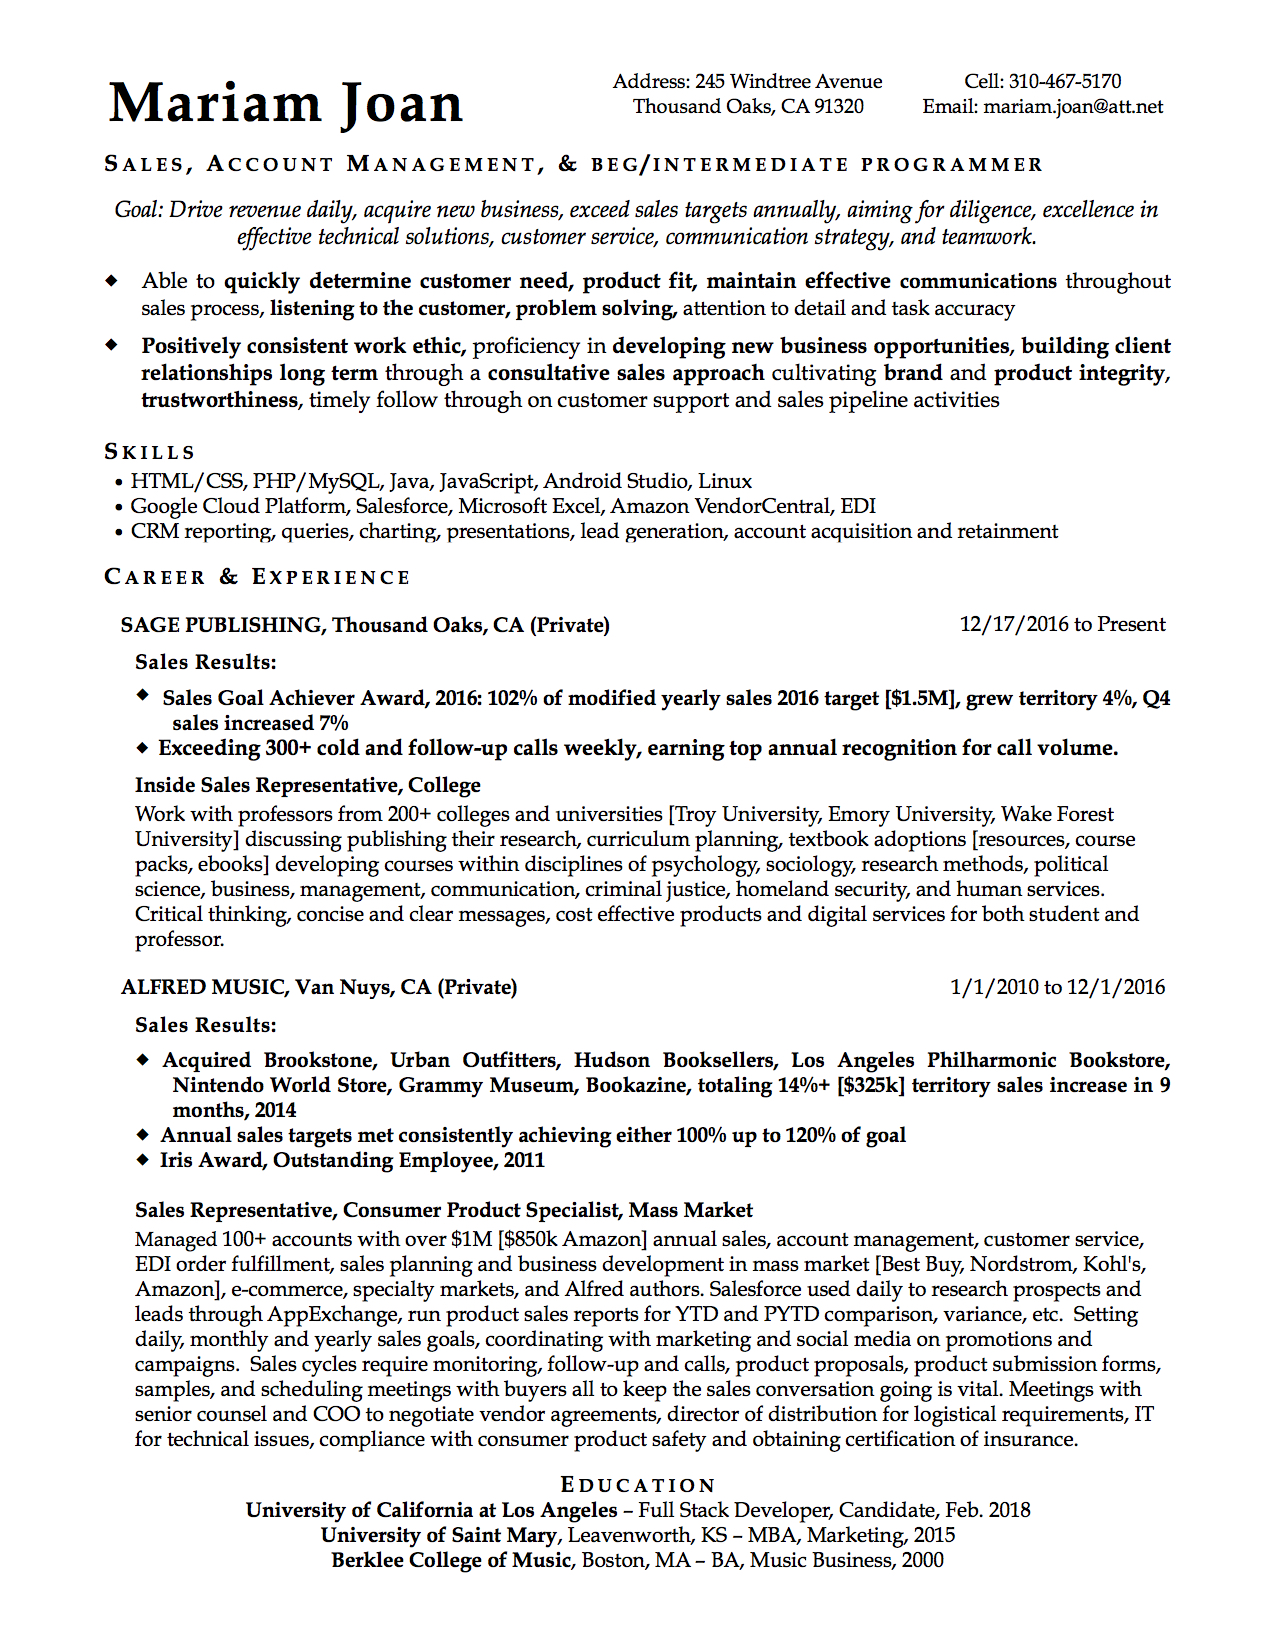 Mariam Joan
Address: 245 Windtree Avenue
Thousand Oaks, CA 91320
Cell: 310-467-5170
Email: mariam.joan@att.net
SALES, ACCOUNT MANAGEMENT, & BEG/INTERMEDIATE PROGRAMMER
Goal: Drive revenue daily, acquire new business, exceed sales targets annually, aiming for diligence, excellence in
effective technical solutions, customer service, communication strategy, and teamwork.
◆ Able to quickly determine customer need, product fit, maintain effective communications throughout
sales process, listening to the customer, problem solving, attention to detail and task accuracy
◆ Positively consistent work ethic, proficiency in developing new business opportunities, building client
relationships long term through a consultative sales approach cultivating brand and product integrity,
trustworthiness, timely follow through on customer support and sales pipeline activities
SKILLS
• HTML/CSS, PHP/MySQL, Java, JavaScript, Android Studio, Linux
• Google Cloud Platform, Salesforce, Microsoft Excel, Amazon VendorCentral, EDI
• CRM reporting, queries, charting, presentations, lead generation, account acquisition and retainment
CAREER & EXPERIENCE
SAGE PUBLISHING, Thousand Oaks, CA (Private) 12/17/2016 to Present
Sales Results:
◆ Sales Goal Achiever Award, 2016: 102% of modified yearly sales 2016 target [$1.5M], grew territory 4%, Q4
sales increased 7%
◆ Exceeding 300+ cold and follow-up calls weekly, earning top annual recognition for call volume.
Inside Sales Representative, College
Work with professors from 200+ colleges and universities [Troy University, Emory University, Wake Forest
University] discussing publishing their research, curriculum planning, textbook adoptions [resources, course
packs, ebooks] developing courses within disciplines of psychology, sociology, research methods, political
science, business, management, communication, criminal justice, homeland security, and human services.
Critical thinking, concise and clear messages, cost effective products and digital services for both student and
professor.
ALFRED MUSIC, Van Nuys, CA (Private) 1/1/2010 to 12/1/2016
Sales Results:
◆ Acquired Brookstone, Urban Outfitters, Hudson Booksellers, Los Angeles Philharmonic Bookstore,
Nintendo World Store, Grammy Museum, Bookazine, totaling 14%+ [$325k] territory sales increase in 9
months, 2014
◆ Annual sales targets met consistently achieving either 100% up to 120% of goal
◆ Iris Award, Outstanding Employee, 2011
Sales Representative, Consumer Product Specialist, Mass Market
Managed 100+ accounts with over $1M [$850k Amazon] annual sales, account management, customer service,
EDI order fulfillment, sales planning and business development in mass market [Best Buy, Nordstrom, Kohl's,
Amazon], e-commerce, specialty markets, and Alfred authors. Salesforce used daily to research prospects and
leads through AppExchange, run product sales reports for YTD and PYTD comparison, variance, etc.  Setting
daily, monthly and yearly sales goals, coordinating with marketing and social media on promotions and
campaigns.  Sales cycles require monitoring, follow-up and calls, product proposals, product submission forms,
samples, and scheduling meetings with buyers all to keep the sales conversation going is vital. Meetings with
senior counsel and COO to negotiate vendor agreements, director of distribution for logistical requirements, IT
for technical issues, compliance with consumer product safety and obtaining certification of insurance.
EDUCATION
University of California at Los Angeles – Full Stack Developer, Candidate, Feb. 2018
University of Saint Mary, Leavenworth, KS – MBA, Marketing, 2015
Berklee College of Music, Boston, MA – BA, Music Business, 2000